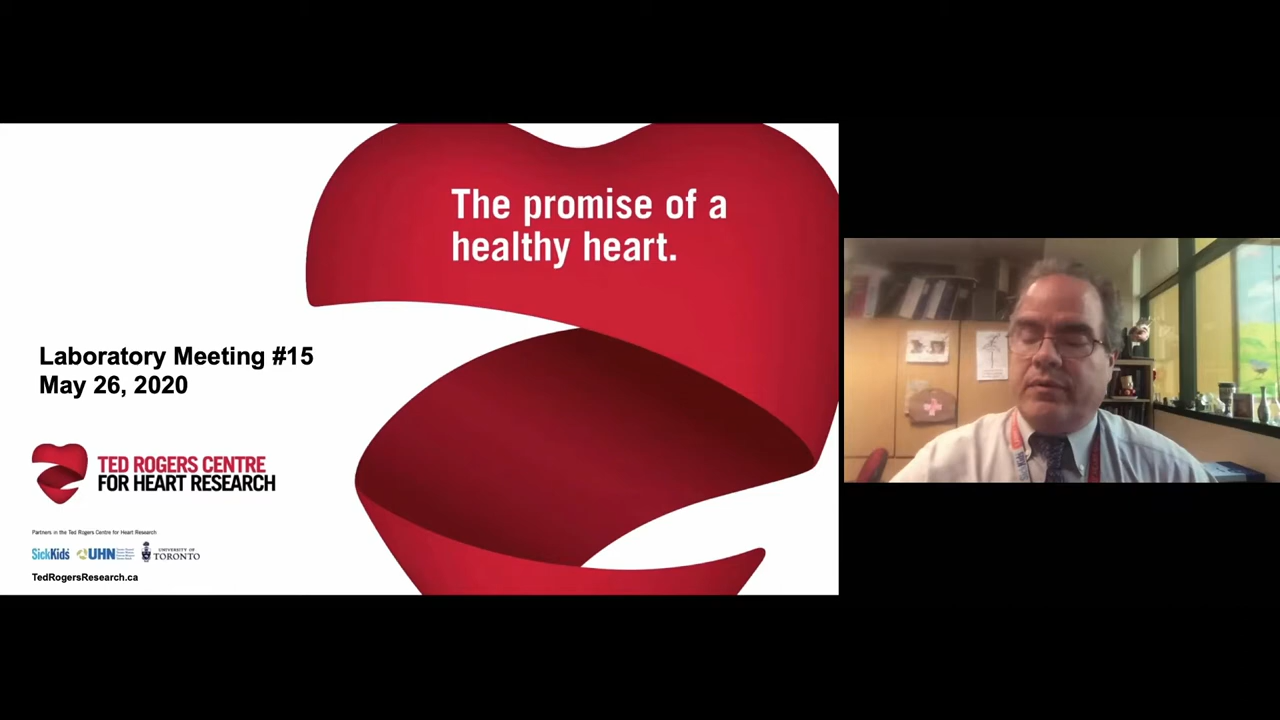 The promise of a
healthy heart.
Laboratory Meeting #15
May 26, 2020
TED ROGERS CENTRE
FOR HEART RESEARCH
Partners in the Ted Rogers Centre for Heart Research
SickKids
UHN
UNIVERSITY OF
TORONTO
TedRogersResearch.ca